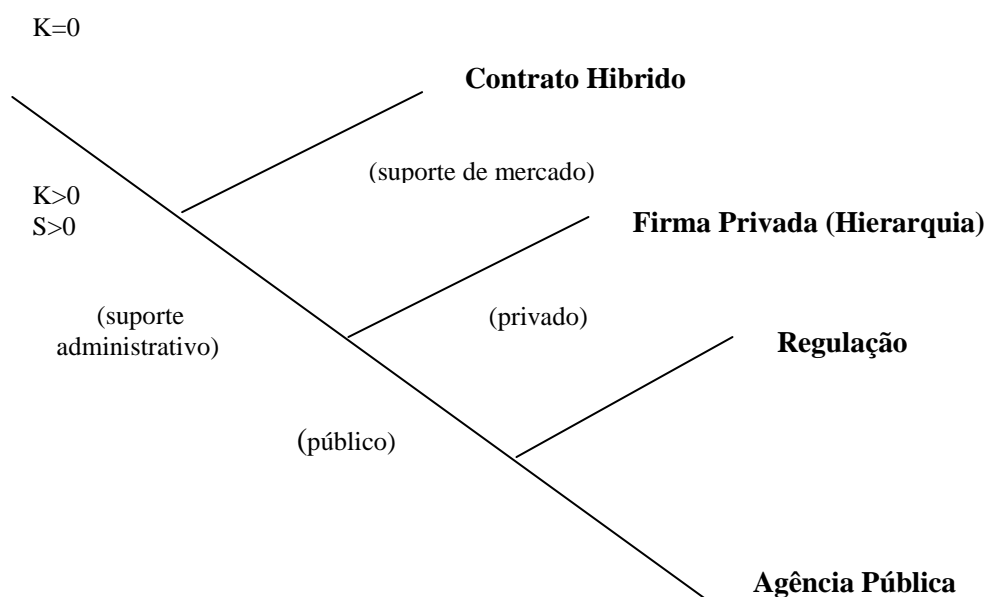 K=0
Contrato Hibrido
(suporte de mercado)
K>0
S>0
Firma Privada (Hierarquia)
(suporte
administrativo)
(privado)
Regulação
(público)
Agência Pública